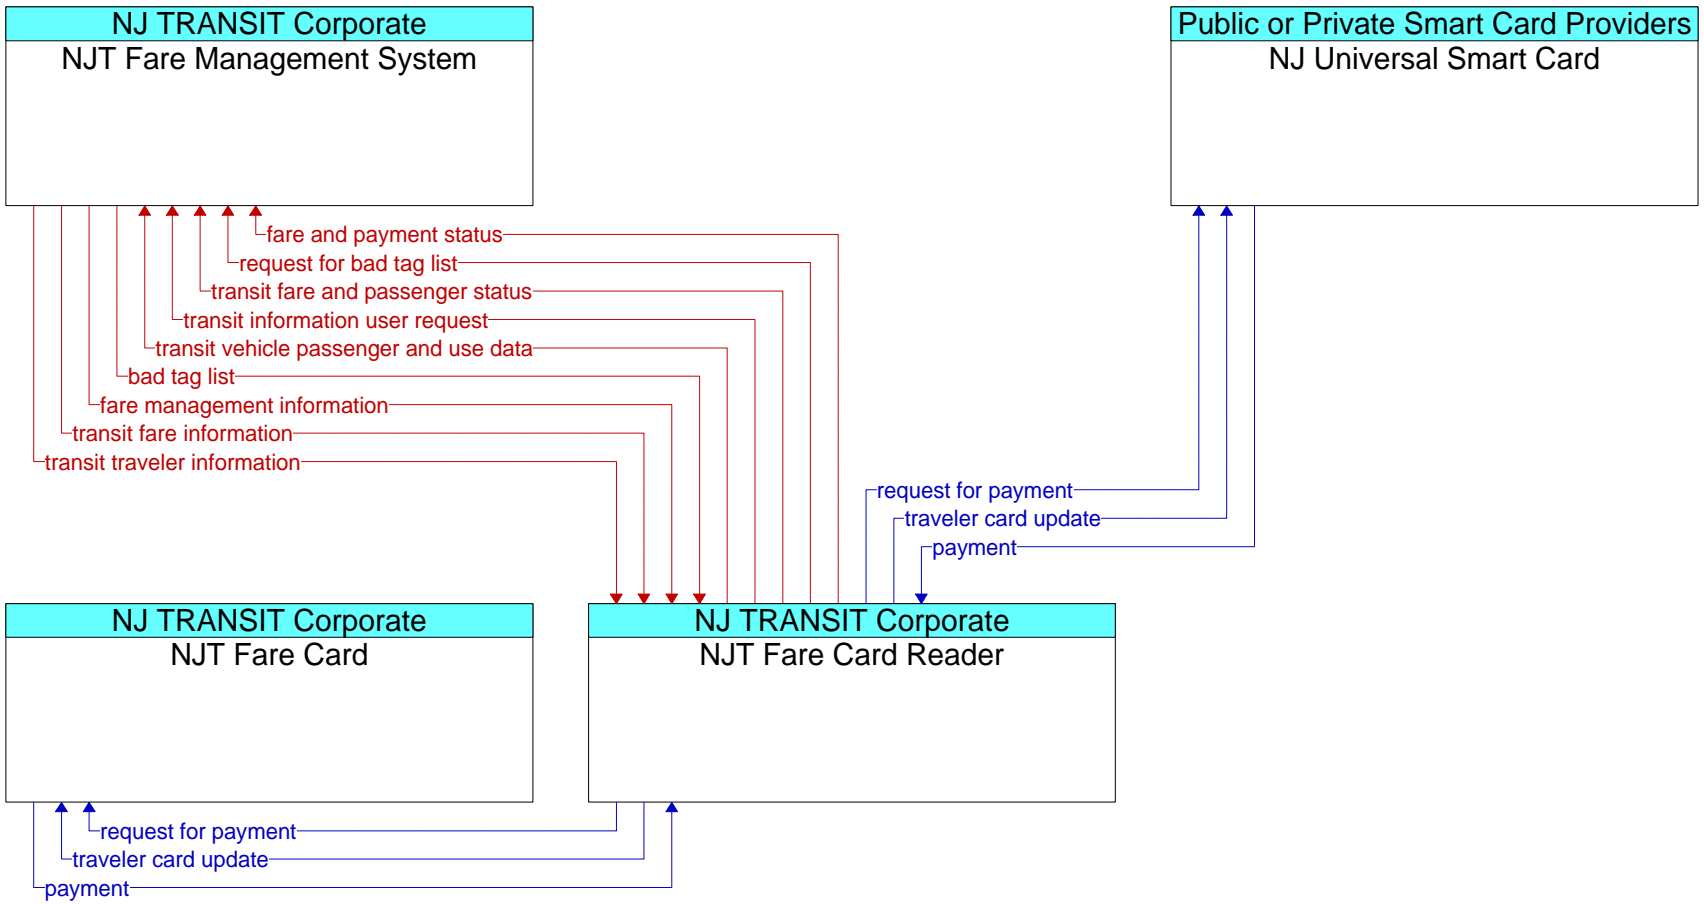 NJ TRANSIT Corporate
NJT Fare Management System
Public or Private Smart Card Providers
NJ Universal Smart Card
fare and payment status
request for bad tag list
transit fare and passenger status
transit information user request
transit vehicle passenger and use data
bad tag list
fare management information
transit fare information
transit traveler information
request for payment
traveler card update
payment
NJ TRANSIT Corporate
NJT Fare Card
NJ TRANSIT Corporate
NJT Fare Card Reader
request for payment
traveler card update
payment